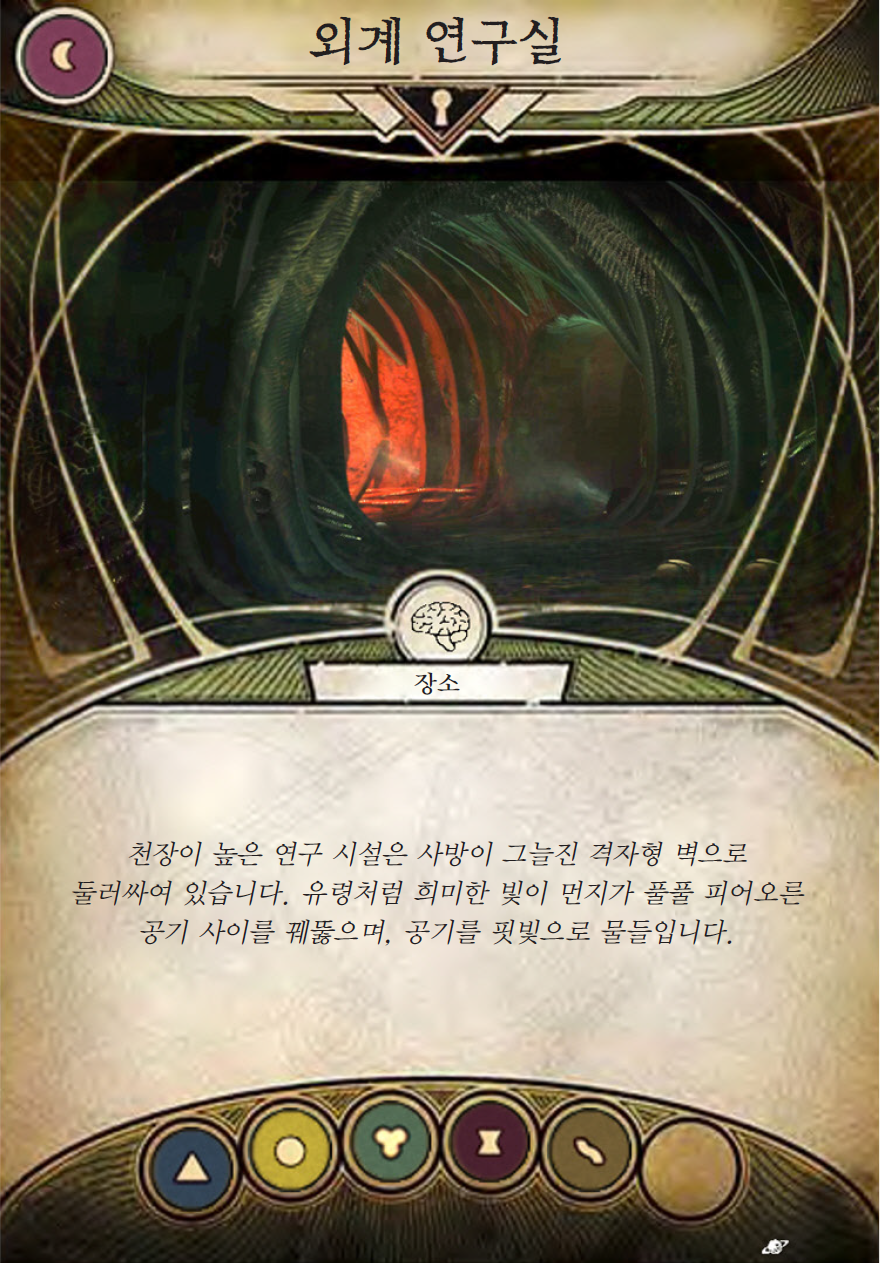 외계 연구실
장소
천장이 높은 연구 시설은 사방이 그늘진 격자형 벽으로
둘러싸여 있습니다. 유령처럼 희미한 빛이 먼지가 풀풀 피어오른
공기 사이를 꿰뚫으며, 공기를 핏빛으로 물들입니다.